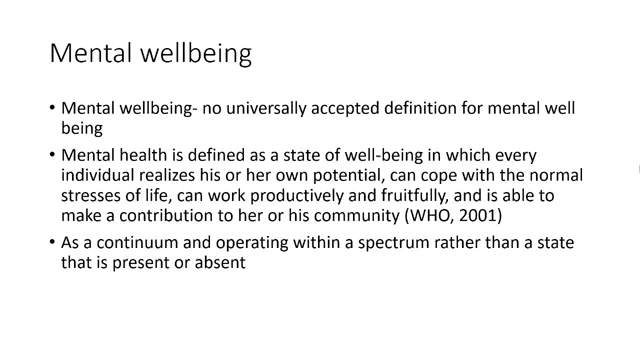 Mental wellbeing
• Mental wellbeing- no universally accepted definition for mental well
being
• Mental health is defined as a state of well-being in which every
individual realizes his or her own potential, can cope with the normal
stresses of life, can work productively and fruitfully, and is able to
make a contribution to her or his community (WHO, 2001)
• As a continuum and operating within a spectrum rather than a state
that is present or absent